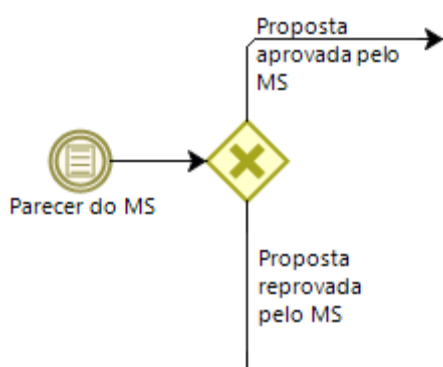 Proposta
aprovada pelo
MS
Parecer do MS
Proposta
reprovada
pelo MS